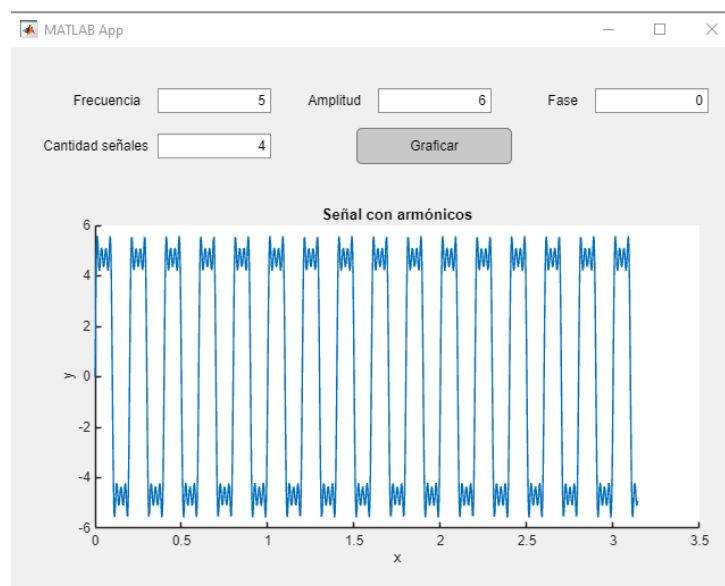 MATLAB App
Frecuencia 5 Amplitud 6 Fase 0
Cantidad señales 4 Graficar
Señal con armónicos
6
4
2
y
0
-2
-4
-6
0 0.5 1 1.5 2 2.5 3 3.5
x